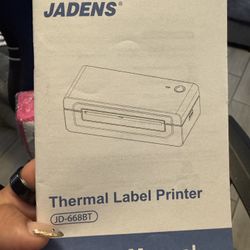 JADENS®
Thermal Label Printer
JD-668BT